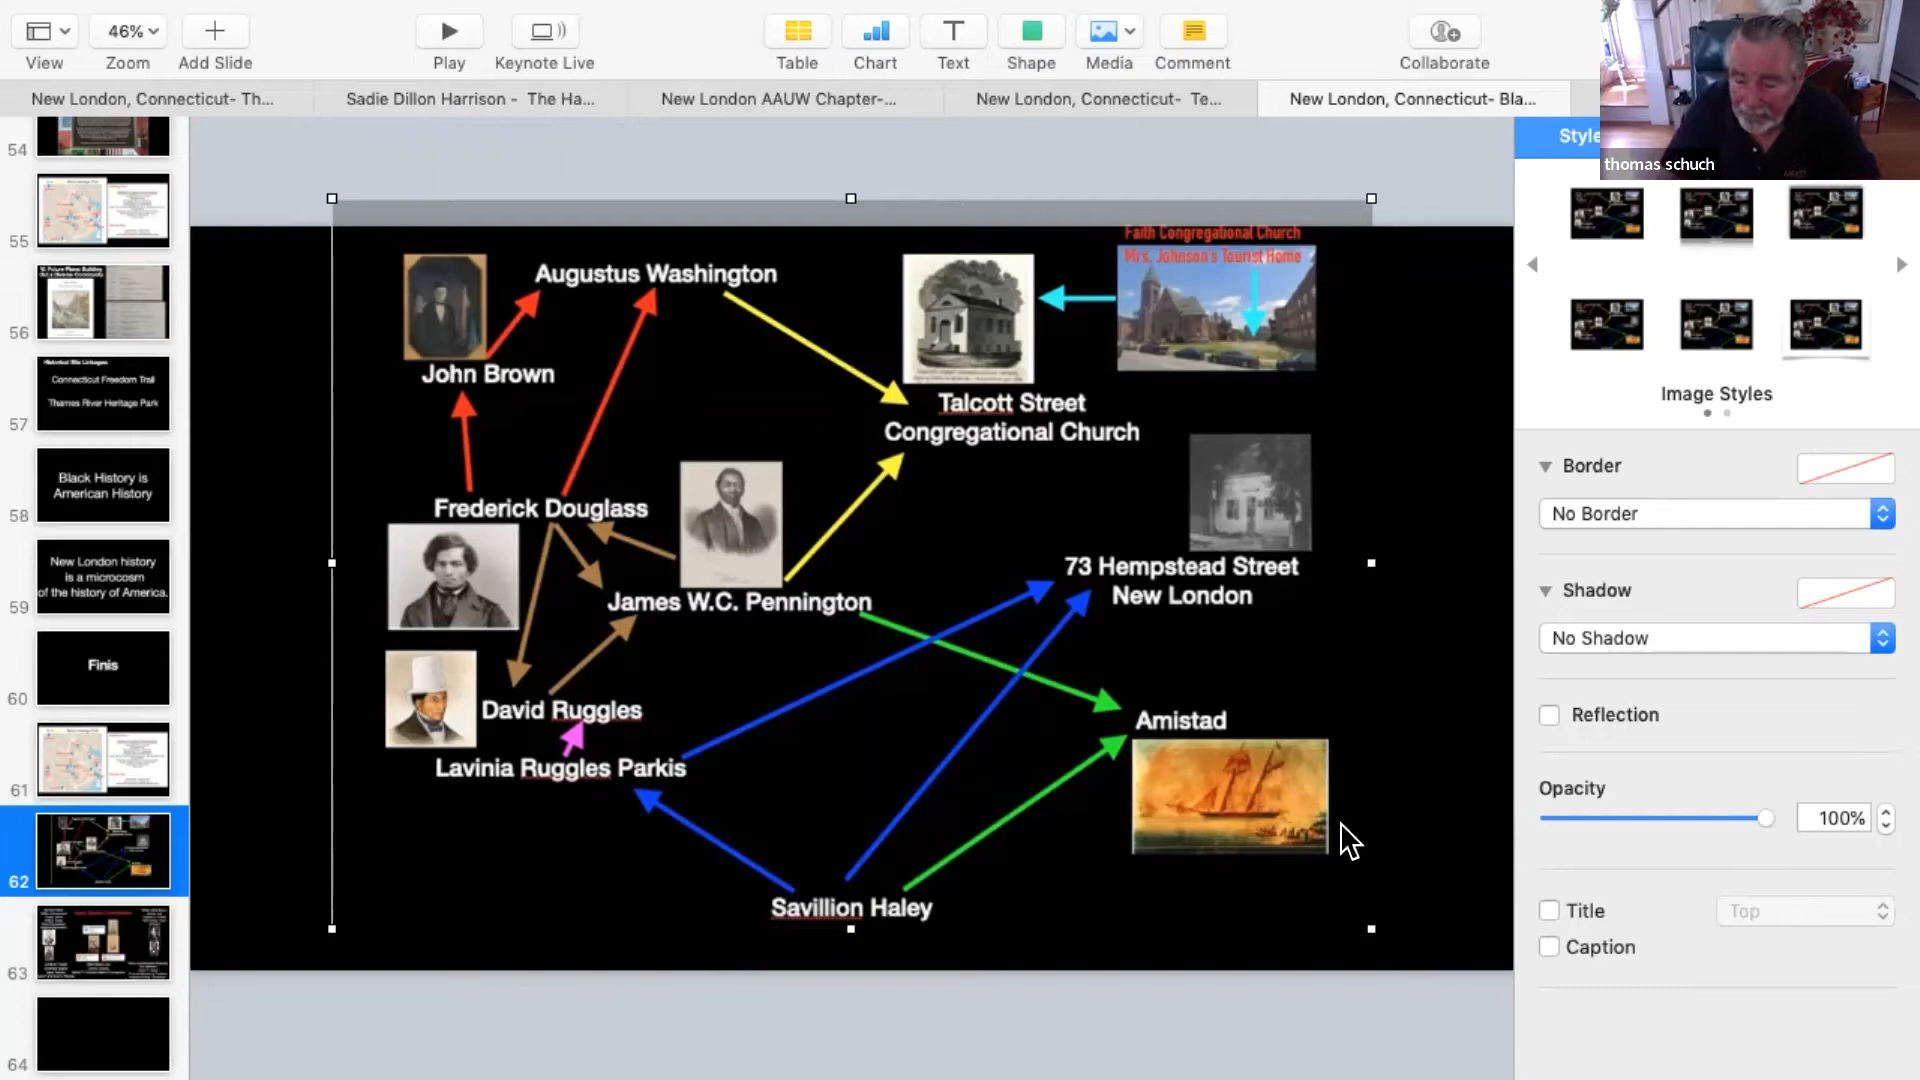 46%
View
Zoom
Add Slide
Play
Keynote Live
Table
Chart
Text
Shape
Media
Comment
Collaborate
New London, Connecticut- Th...
Sadie Dillon Harrison - The Ha...
New London AAUW Chapter-...
New London, Connecticut- Te...
New London, Connecticut- Bla...
thomas schuch
54
55
56
Historical Site Linkages
Connecticut Freedom Trail
Thames River Heritage Park
57
Black History is
American History
58
New London history
is a microcosm
of the history of America.
59
Finis
60
61
62
63
64
Augustus Washington
John Brown
Faith Congregational Church
Mrs. Johnson's Tourist Home
Talcott Street
Congregational Church
Frederick Douglass
James W.C. Pennington
73 Hempstead Street
New London
David Ruggles
Lavinia Ruggles Parkis
Amistad
Savillion Haley
Style
Image Styles
Border
No Border
Shadow
No Shadow
Reflection
Opacity
100%
Title
Top
Caption